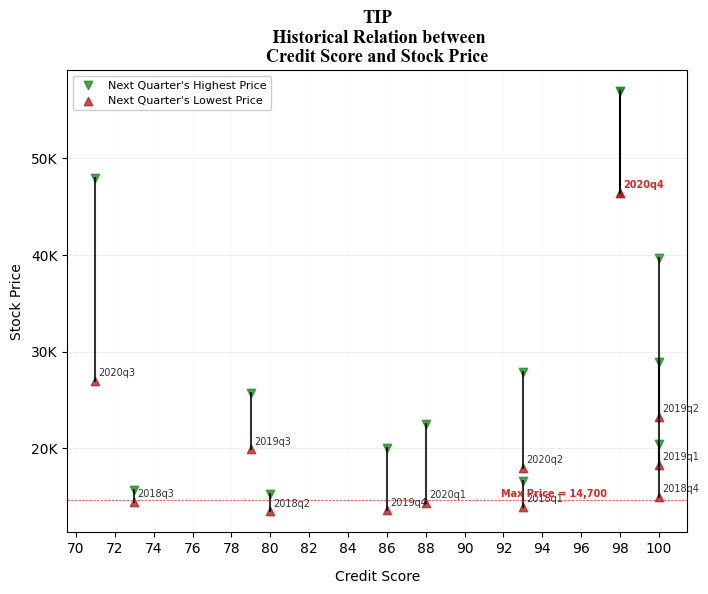 TIP
Historical Relation between
Credit Score and Stock Price
Next Quarter's Highest Price
Next Quarter's Lowest Price
50K
40K
30K
20K
Stock Price
2020q4
2020q3
2019q2
2019q3
2020q2
2019q1
2018q3
2018q2
2019q4
2020q1
Max Price = 14,700
2018q1
2018q4
70 72 74 76 78 80 82 84 86 88 90 92 94 96 98 100
Credit Score